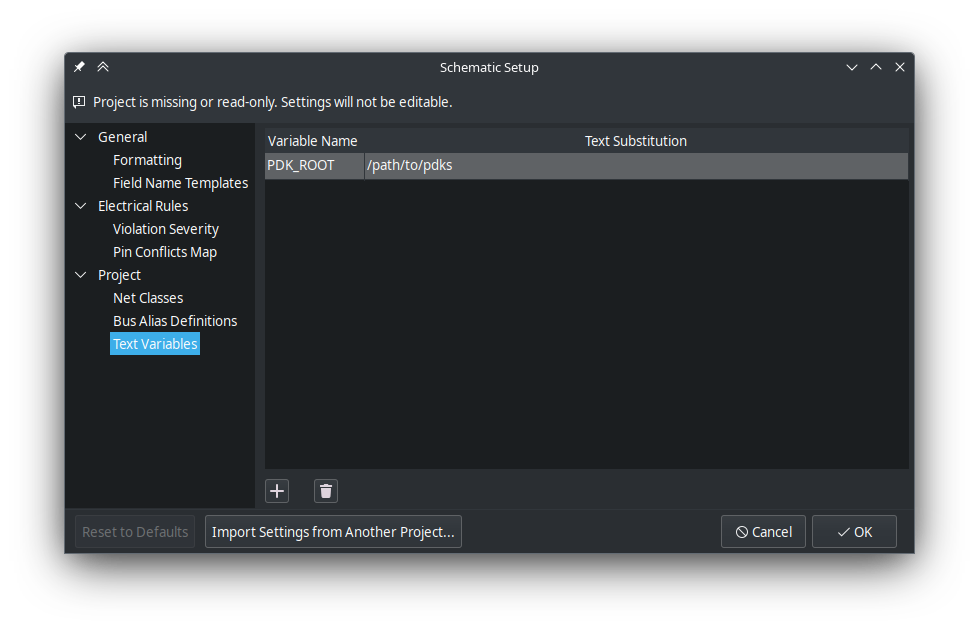 Schematic Setup
Project is missing or read-only. Settings will not be editable.
General
Formatting
Field Name Templates
Electrical Rules
Violation Severity
Pin Conflicts Map
Project
Net Classes
Bus Alias Definitions
Text Variables
Variable Name Text Substitution
PDK_ROOT /path/to/pdks
Reset to Defaults Import Settings from Another Project... Cancel OK